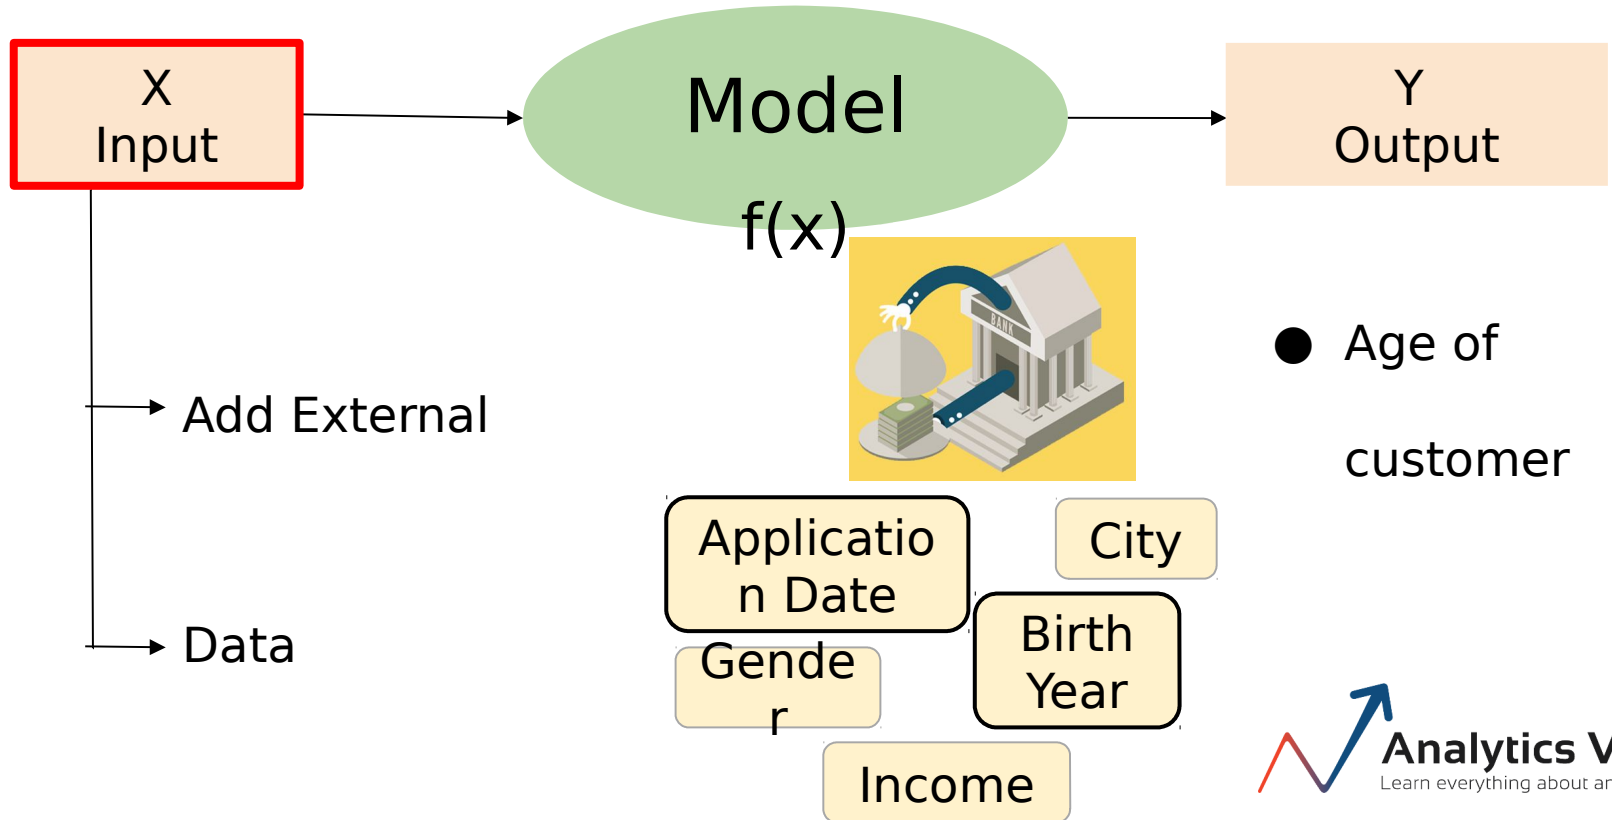 X
Input
Model
f(x)
Y
Output
BANK
Add External
Data
Age of
customer
Applicatio
n Date
City
Gende
r
Birth
Year
Income
Analytics V
Learn everything about